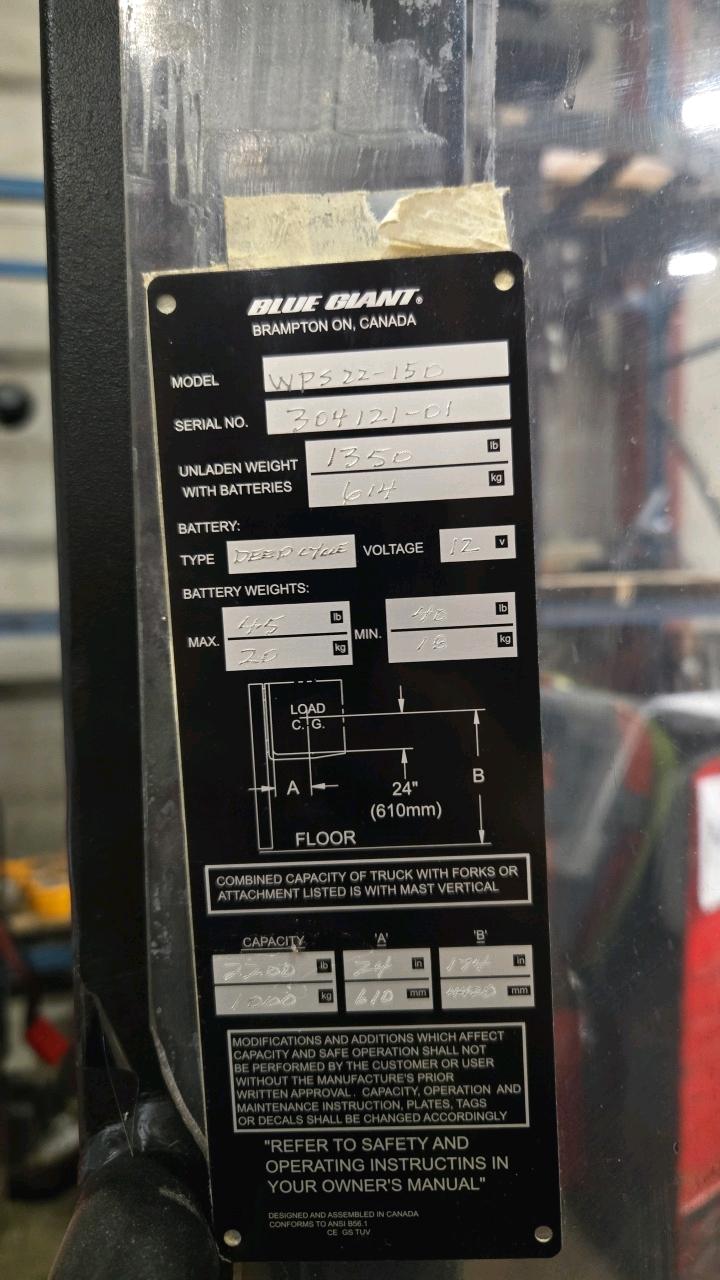 BLUE GIANT®
BRAMPTON ON, CANADA
MODEL WPS22-150
SERIAL NO. 304121-01
UNLADEN WEIGHT WITH BATTERIES 1350 lb
614 kg
BATTERY:
TYPE DEEP CYCLE VOLTAGE 12 v
BATTERY WEIGHTS:
MAX. 45 lb MIN. 40 lb
20 kg 18 kg
LOAD
C. G.
A
24"
(610mm)
B
FLOOR
COMBINED CAPACITY OF TRUCK WITH FORKS OR
ATTACHMENT LISTED IS WITH MAST VERTICAL
CAPACITY 'A' 'B'
2200 lb 24 in in
kg 610 mm mm
MODIFICATIONS AND ADDITIONS WHICH AFFECT
CAPACITY AND SAFE OPERATION SHALL NOT
BE PERFORMED BY THE CUSTOMER OR USER
WITHOUT THE MANUFACTURE'S PRIOR
WRITTEN APPROVAL. CAPACITY, OPERATION AND
MAINTENANCE INSTRUCTION, PLATES, TAGS
OR DECALS SHALL BE CHANGED ACCORDINGLY
"REFER TO SAFETY AND
OPERATING INSTRUCTINS IN
YOUR OWNER'S MANUAL"
DESIGNED AND ASSEMBLED IN CANADA
CONFORMS TO ANSI B56.1
CE GS TUV